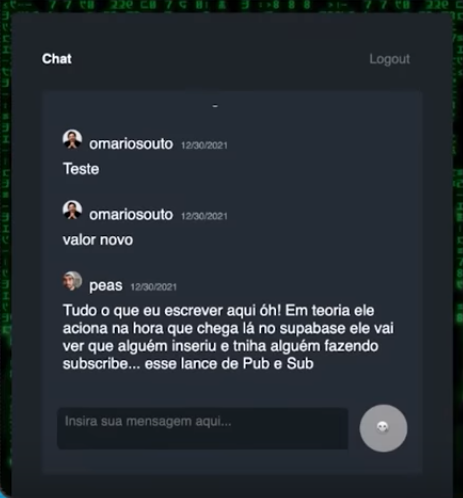 Chat
Logout
omariosouto 12/30/2021
Teste
omariosouto 12/30/2021
valor novo
peas 12/30/2021
Tudo o que eu escrever aqui óh! Em teoria ele
aciona na hora que chega lá no supabase ele vai
ver que alguém inseriu e tniha alguém fazendo
subscribe... esse lance de Pub e Sub
Insira sua mensagem aqui...